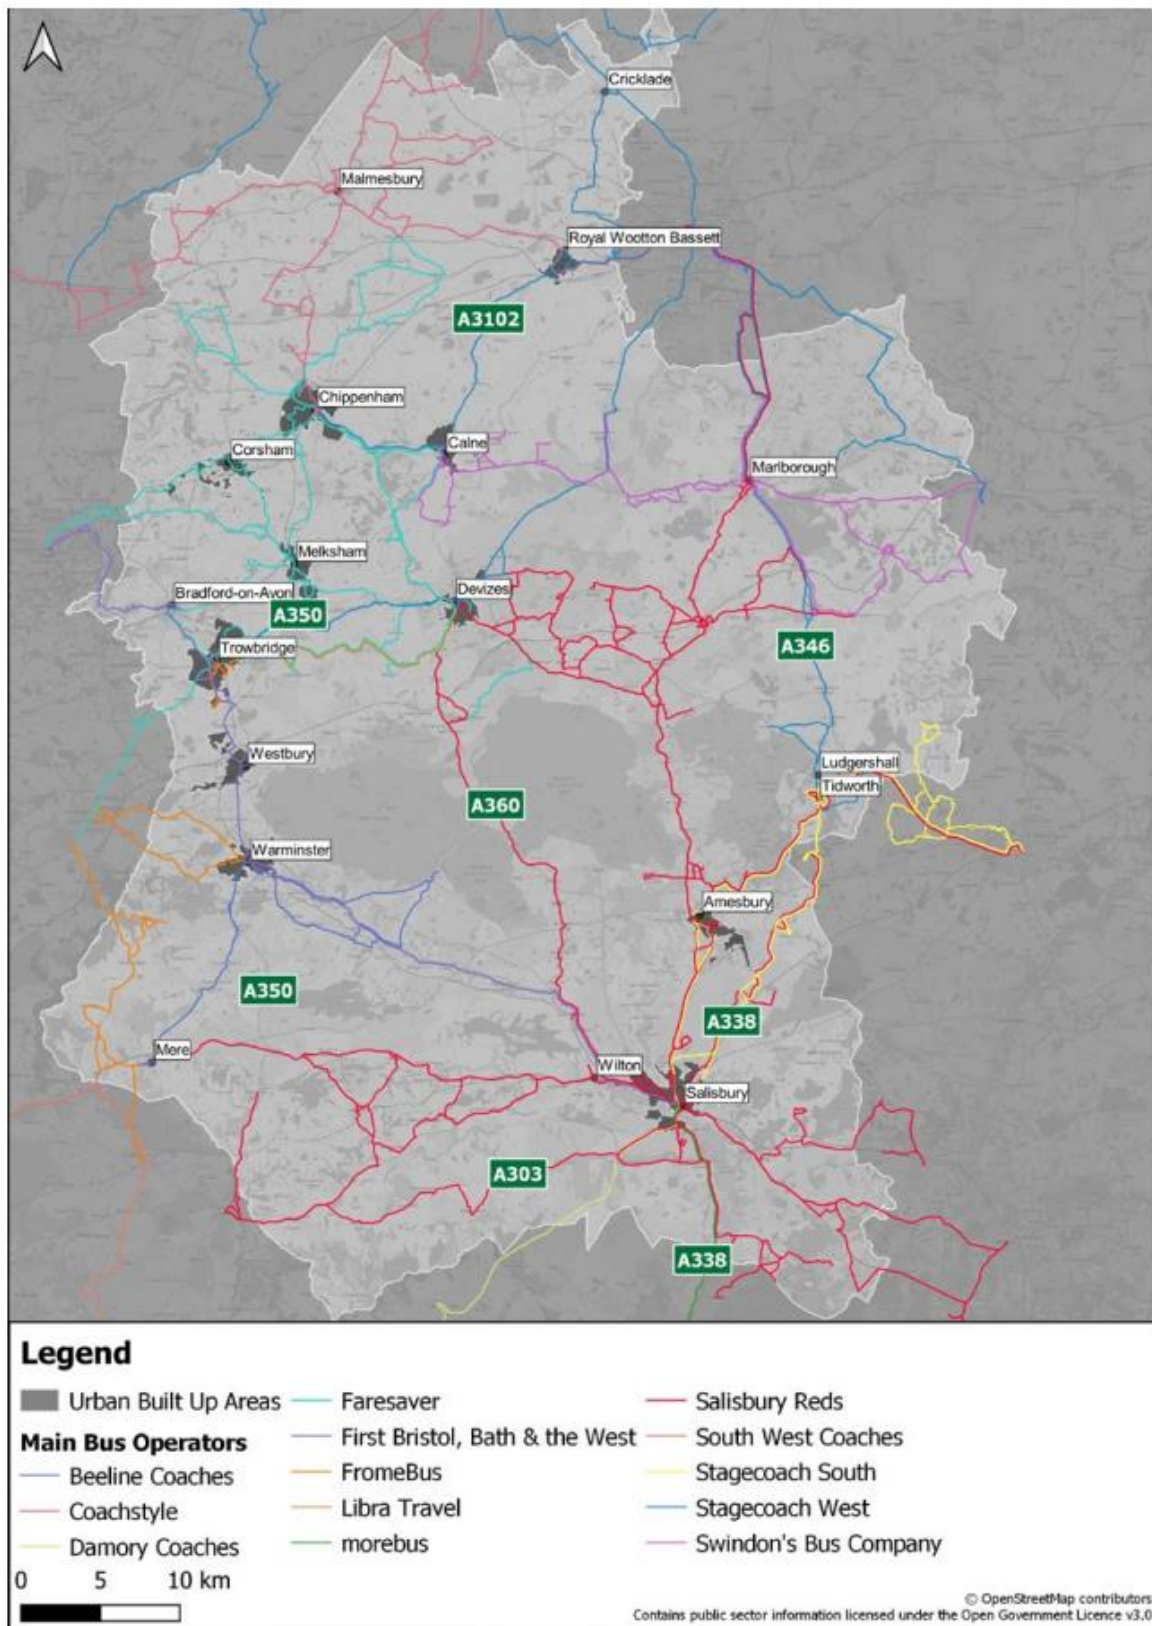 Cricklade
Malmesbury
Royal Wootton Bassett
A3102
Chippenham
Calne
Corsham
Marlborough
Melksham
Bradford-on-Avon
Devizes
A350
Trowbridge
A346
Westbury
Ludgershall
Tidworth
A360
Warminster
Amesbury
A350
A338
Mere
Wilton
Salisbury
A303
A338
Legend
Urban Built Up Areas
Main Bus Operators
Beeline Coaches
Coachstyle
Damory Coaches
Faresaver
First Bristol, Bath & the West
FromeBus
Libra Travel
morebus
Salisbury Reds
South West Coaches
Stagecoach South
Stagecoach West
Swindon's Bus Company
0 5 10 km
© OpenStreetMap contributors
Contains public sector information licensed under the Open Government Licence v3.0